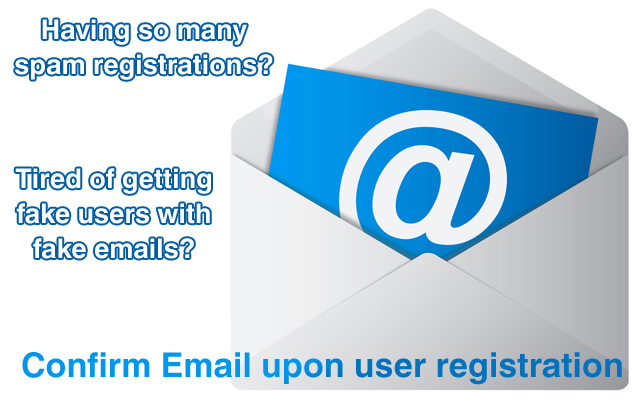 Having so many
spam registrations?
@
Tired of getting
fake users with
fake emails?
Confirm Email upon user registration